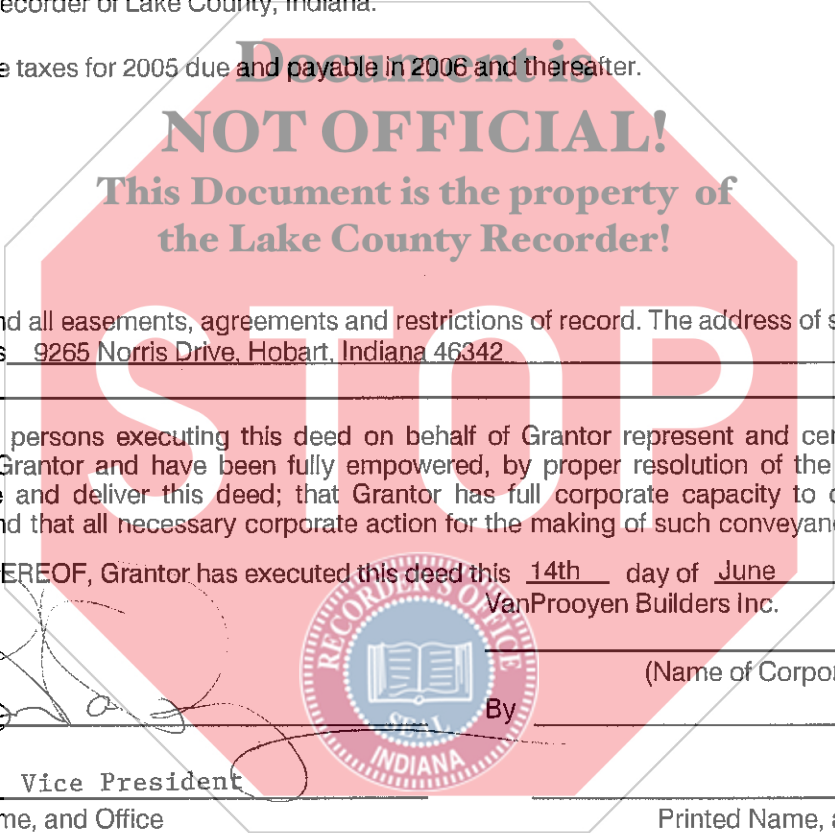 ecorder of Lake County, Indiana.
e taxes for 2005 due and payable in 2006 and thereafter.
Document is
NOT OFFICIAL!
This Document is the property of
the Lake County Recorder!
STOP
nd all easements, agreements and restrictions of record. The address of s
s 9265 Norris Drive, Hobart, Indiana 46342
persons executing this deed on behalf of Grantor represent and cer
Grantor and have been fully empowered, by proper resolution of the
e and deliver this deed; that Grantor has full corporate capacity to c
nd that all necessary corporate action for the making of such conveyan
EREOF, Grantor has executed this deed this 14th day of June
VanProoyen Builders Inc.
(Name of Corpor
By
RECORDER'S OFFICE
SEAL
INDIANA
Vice President
me, and Office
Printed Name, a